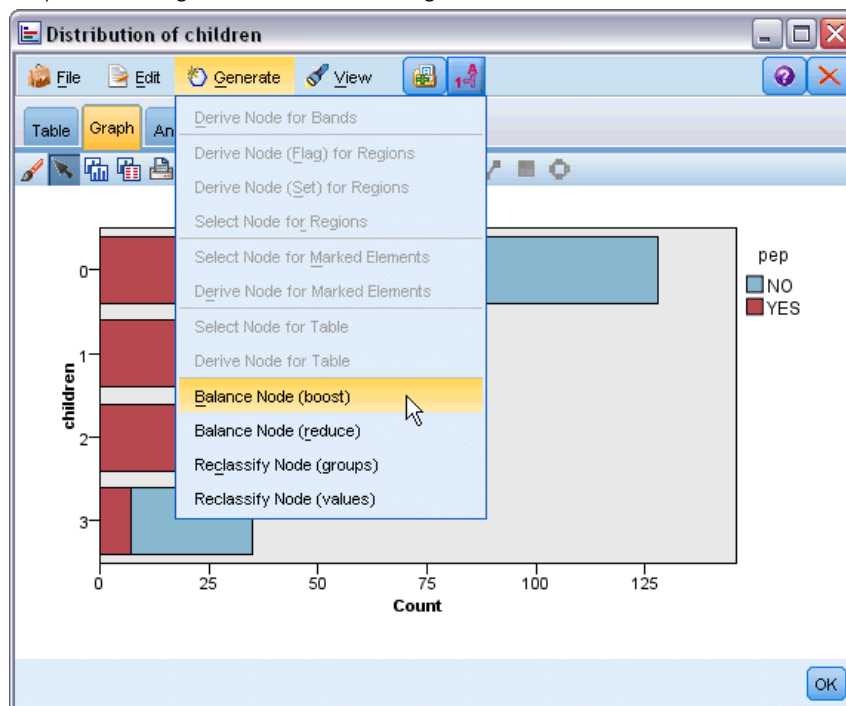 Distribution of children
File Edit Generate View
Table Graph An
Derive Node for Bands
Derive Node (Flag) for Regions
Derive Node (Set) for Regions
Select Node for Regions
Select Node for Marked Elements
Derive Node for Marked Elements
Select Node for Table
Derive Node for Table
Balance Node (boost)
Balance Node (reduce)
Reclassify Node (groups)
Reclassify Node (values)
pep
NO
YES
children
0
1
2
3
0 25 50 75 100 125
Count
OK